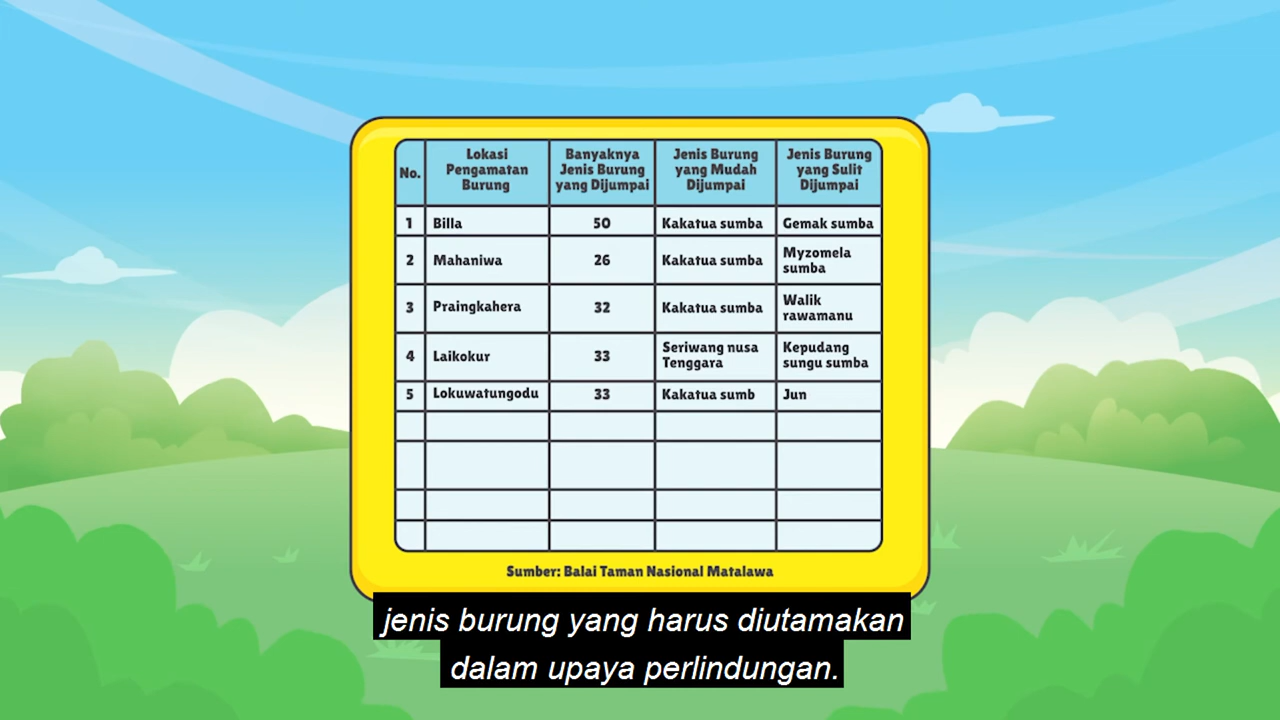 No.
Lokasi
Pengamatan
Burung
Banyaknya
Jenis Burung
yang Dijumpai
Jenis Burung
yang Mudah
Dijumpai
Jenis Burung
yang Sulit
Dijumpai
1 Billa 50 Kakatua sumba Gemak sumba
2 Mahaniwa 26 Kakatua sumba Myzomela
sumba
3 Praingkahera 32 Kakatua sumba Walik
rawamanu
4 Laikokur 33 Seriwang nusa
Tenggara
Kepudang
sungu sumba
5 Lokuwatungodu 33 Kakatua sumb Jun
Sumber: Balai Taman Nasional Matalawa
jenis burung yang harus diutamakan
dalam upaya perlindungan.